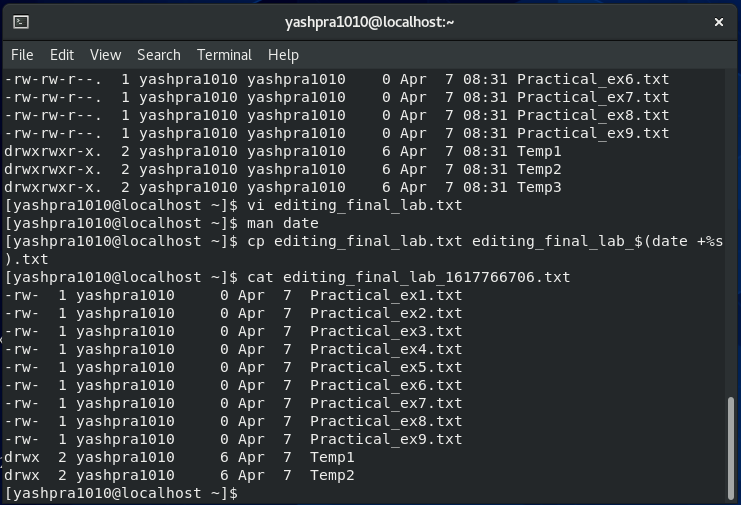 yashpra1010@localhost:~
File Edit View Search Terminal Help
-rw-rw-r--.  1 yashpra1010 yashpra1010    0 Apr  7 08:31 Practical_ex6.txt
-rw-rw-r--.  1 yashpra1010 yashpra1010    0 Apr  7 08:31 Practical_ex7.txt
-rw-rw-r--.  1 yashpra1010 yashpra1010    0 Apr  7 08:31 Practical_ex8.txt
-rw-rw-r--.  1 yashpra1010 yashpra1010    0 Apr  7 08:31 Practical_ex9.txt
drwxrwxr-x.  2 yashpra1010 yashpra1010    6 Apr  7 08:31 Temp1
drwxrwxr-x.  2 yashpra1010 yashpra1010    6 Apr  7 08:31 Temp2
drwxrwxr-x.  2 yashpra1010 yashpra1010    6 Apr  7 08:31 Temp3
[yashpra1010@localhost ~]$ vi editing_final_lab.txt
[yashpra1010@localhost ~]$ man date
[yashpra1010@localhost ~]$ cp editing_final_lab.txt editing_final_lab_$(date +%s
).txt
[yashpra1010@localhost ~]$ cat editing_final_lab_1617766706.txt
-rw-  1 yashpra1010     0 Apr  7  Practical_ex1.txt
-rw-  1 yashpra1010     0 Apr  7  Practical_ex2.txt
-rw-  1 yashpra1010     0 Apr  7  Practical_ex3.txt
-rw-  1 yashpra1010     0 Apr  7  Practical_ex4.txt
-rw-  1 yashpra1010     0 Apr  7  Practical_ex5.txt
-rw-  1 yashpra1010     0 Apr  7  Practical_ex6.txt
-rw-  1 yashpra1010     0 Apr  7  Practical_ex7.txt
-rw-  1 yashpra1010     0 Apr  7  Practical_ex8.txt
-rw-  1 yashpra1010     0 Apr  7  Practical_ex9.txt
drwx  2 yashpra1010     6 Apr  7  Temp1
drwx  2 yashpra1010     6 Apr  7  Temp2
[yashpra1010@localhost ~]$